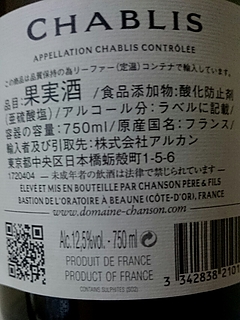 CHABLIS
APPELLATION CHABLIS CONTRÔLÉE
この商品は品質保持の為リーファー(定温)コンテナで輸入しています。
品目:果実酒 /食品添加物:酸化防止剤
(亜硫酸塩)/アルコール分:ラベルに記載/
容器の容量:750ml/原産国名:フランス/
輸入者及び引取先:株式会社アルカン
東京都中央区日本橋蛎殻町1-5-6
1720404 －未成年者の飲酒は法律で禁じられています－
ELEVÉ ET MIS EN BOUTEILLE PAR CHANSON PÈRE & FILS
BASTION DE L'ORATOIRE À BEAUNE (CÔTE-D'OR), FRANCE
www.domaine-chanson.com
Alc.12,5%vol. - 750 ml e
PRODUIT DE FRANCE
PRODUCT OF FRANCE
CONTAINS SULPHITES (SO2)
3 342838 2101